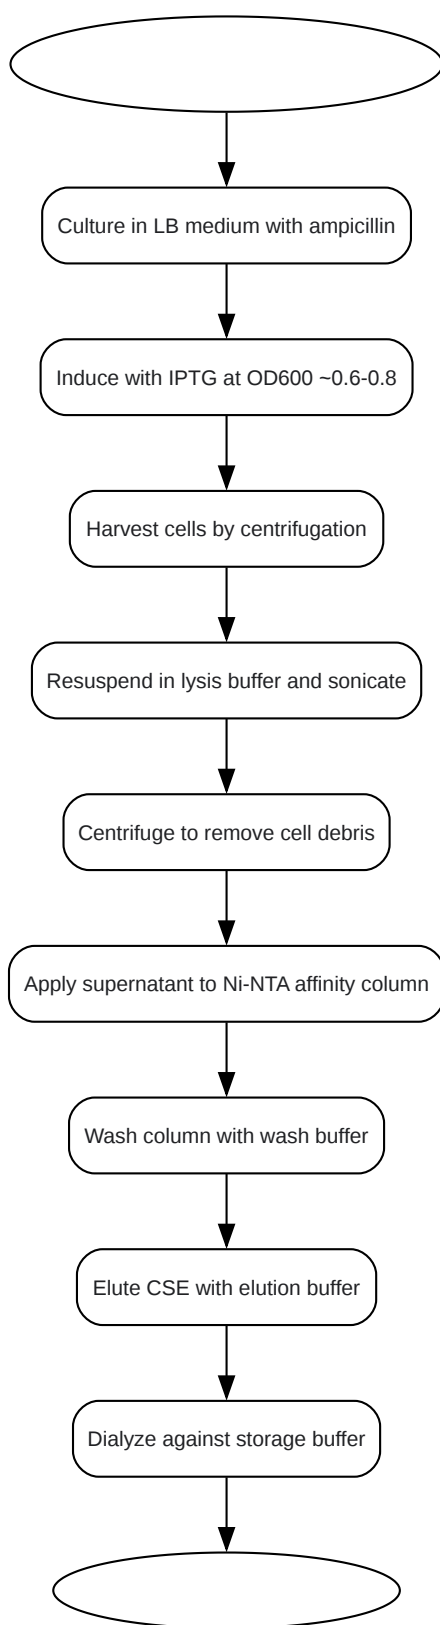 Culture in LB medium with ampicillin
Induce with IPTG at OD600 ~0.6-0.8
Harvest cells by centrifugation
Resuspend in lysis buffer and sonicate
Centrifuge to remove cell debris
Apply supernatant to Ni-NTA affinity column
Wash column with wash buffer
Elute CSE with elution buffer
Dialyze against storage buffer